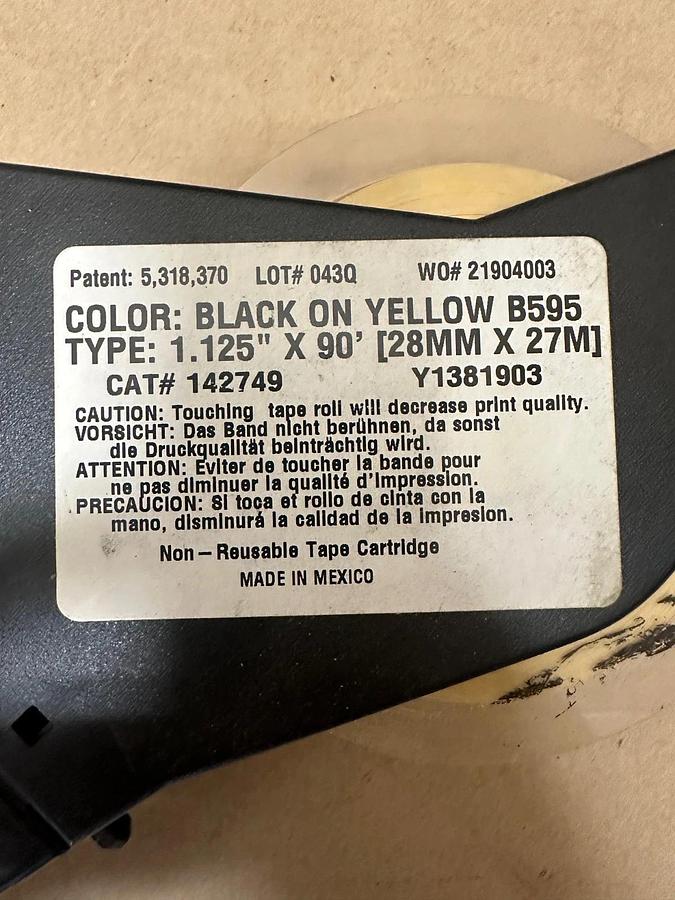 Patent: 5,318,370 LOT# 043Q WO# 21904003
COLOR: BLACK ON YELLOW B595
TYPE: 1.125" X 90' [28MM X 27M]
CAT# 142749 Y1381903
CAUTION: Touching tape roll will decrease print quality.
VORSICHT: Das Band nicht berühnen, da sonst
die Druckqualität beinträchtig wird.
ATTENTION: Eviter de toucher la bande pour
ne pas diminuer la qualité d'impression.
PRECAUCION: Si toca et rollo de cinta con la
mano, disminurá la calidad de la impresion.
Non-Reusable Tape Cartridge
MADE IN MEXICO